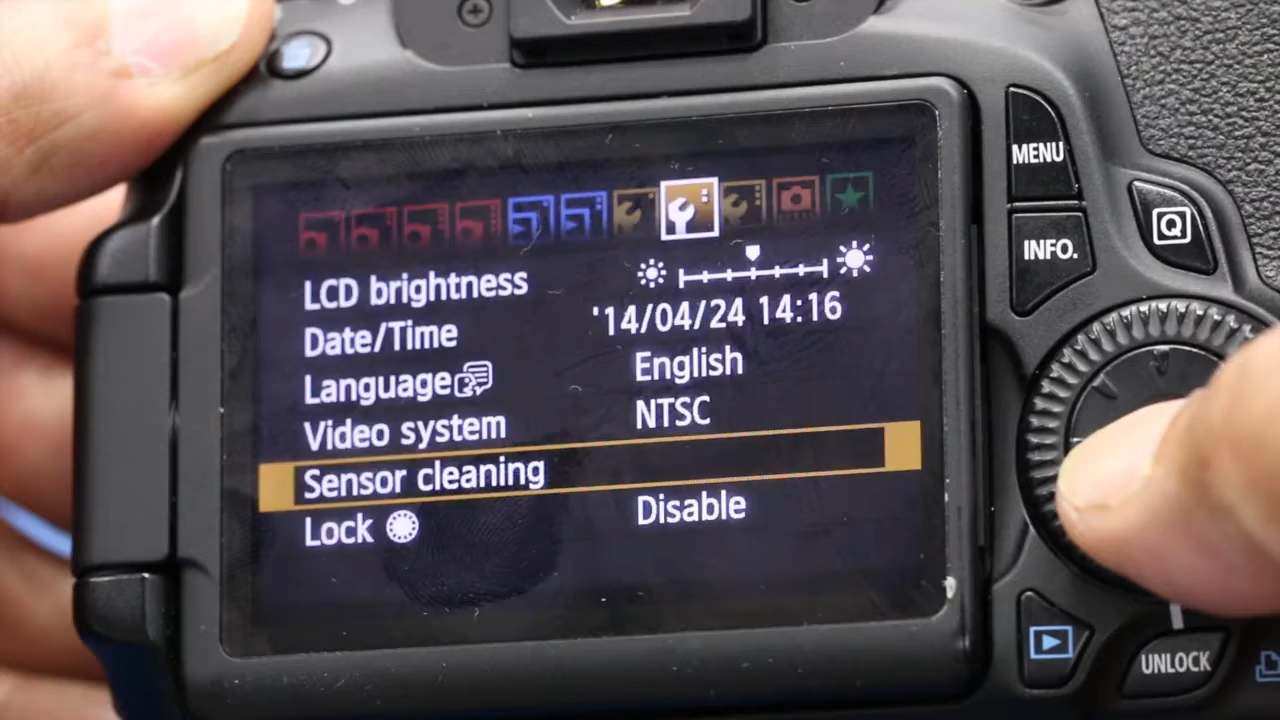 MENU
Q
INFO.
LCD brightness
Date/Time '14/04/24 14:16
Language English
Video system NTSC
Sensor cleaning
Lock Disable
UNLOCK